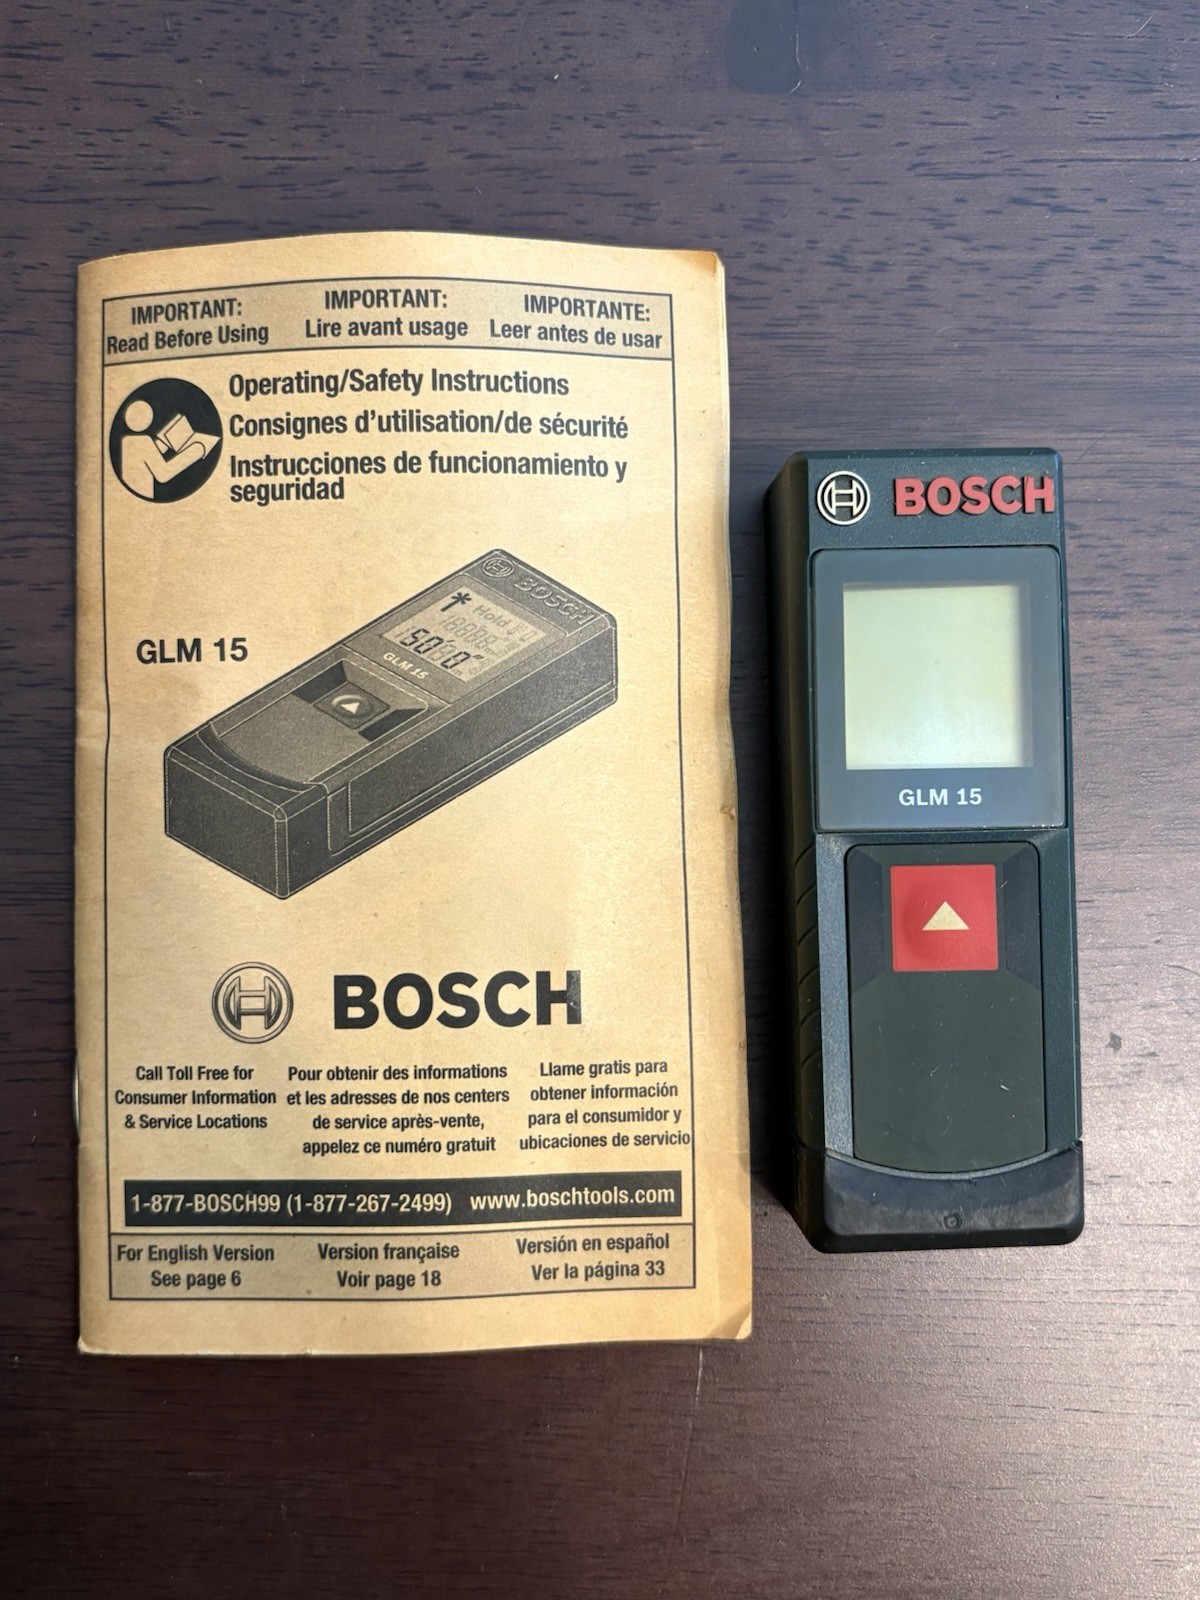 IMPORTANT:
Read Before Using
IMPORTANT:
Lire avant usage
IMPORTANTE:
Leer antes de usar
Operating/Safety Instructions
Consignes d'utilisation/de sécurité
Instrucciones de funcionamiento y
seguridad
GLM 15
BOSCH
Hold
50'0"
GLM 15
BOSCH
Call Toll Free for
Consumer Information
& Service Locations
Pour obtenir des informations
et les adresses de nos centers
de service après-vente,
appelez ce numéro gratuit
Llame gratis para
obtener información
para el consumidor y
ubicaciones de servicio
1-877-BOSCH99 (1-877-267-2499) www.boschtools.com
For English Version
See page 6
Version française
Voir page 18
Versión en español
Ver la página 33
BOSCH
GLM 15